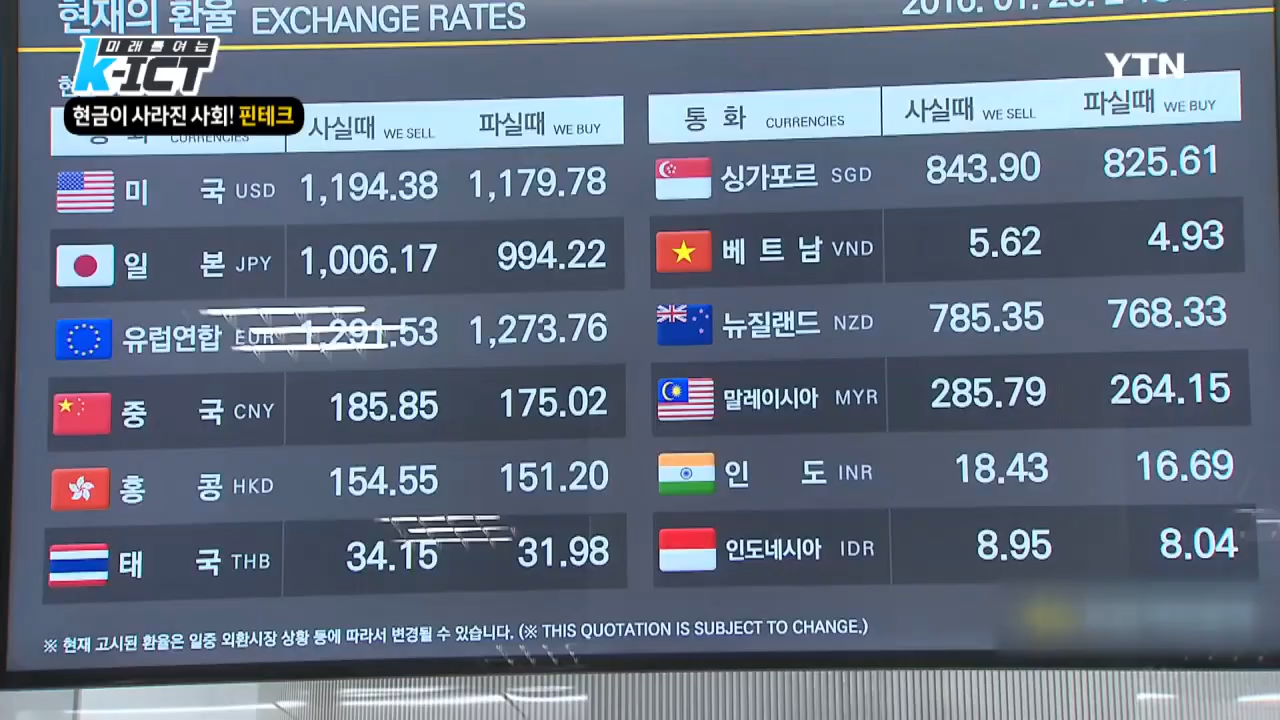 현재의 환율 EXCHANGE RATES
미래를여는
K-ICT
YTN
현금이 사라진 사회! 핀테크
CURRENCIES 사실때 WE SELL 파실때 WE BUY
미 국 USD 1,194.38 1,179.78
일 본 JPY 1,006.17 994.22
유럽연합 EUR 1,291.53 1,273.76
중 국 CNY 185.85 175.02
홍 콩 HKD 154.55 151.20
태 국 THB 34.15 31.98
통 화 CURRENCIES 사실때 WE SELL 파실때 WE BUY
싱가포르 SGD 843.90 825.61
베 트 남 VND 5.62 4.93
뉴질랜드 NZD 785.35 768.33
말레이시아 MYR 285.79 264.15
인 도 INR 18.43 16.69
인도네시아 IDR 8.95 8.04
※ 현재 고시된 환율은 일중 외환시장 상황 등에 따라서 변경될 수 있습니다. (※ THIS QUOTATION IS SUBJECT TO CHANGE.)